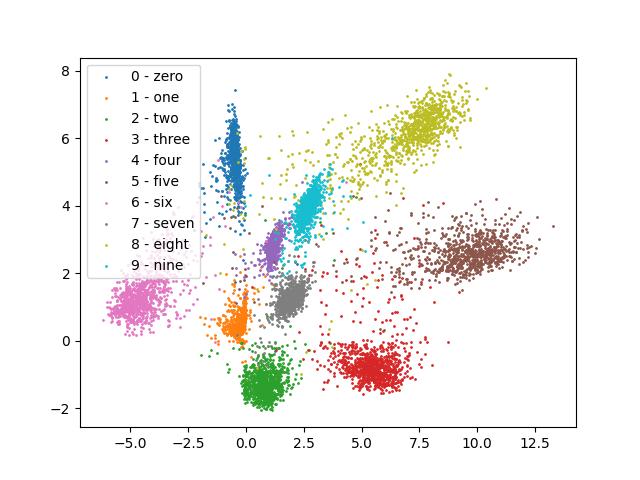 0 - zero
1 - one
2 - two
3 - three
4 - four
5 - five
6 - six
7 - seven
8 - eight
9 - nine
8
6
4
2
0
−2
−5.0 −2.5 0.0 2.5 5.0 7.5 10.0 12.5